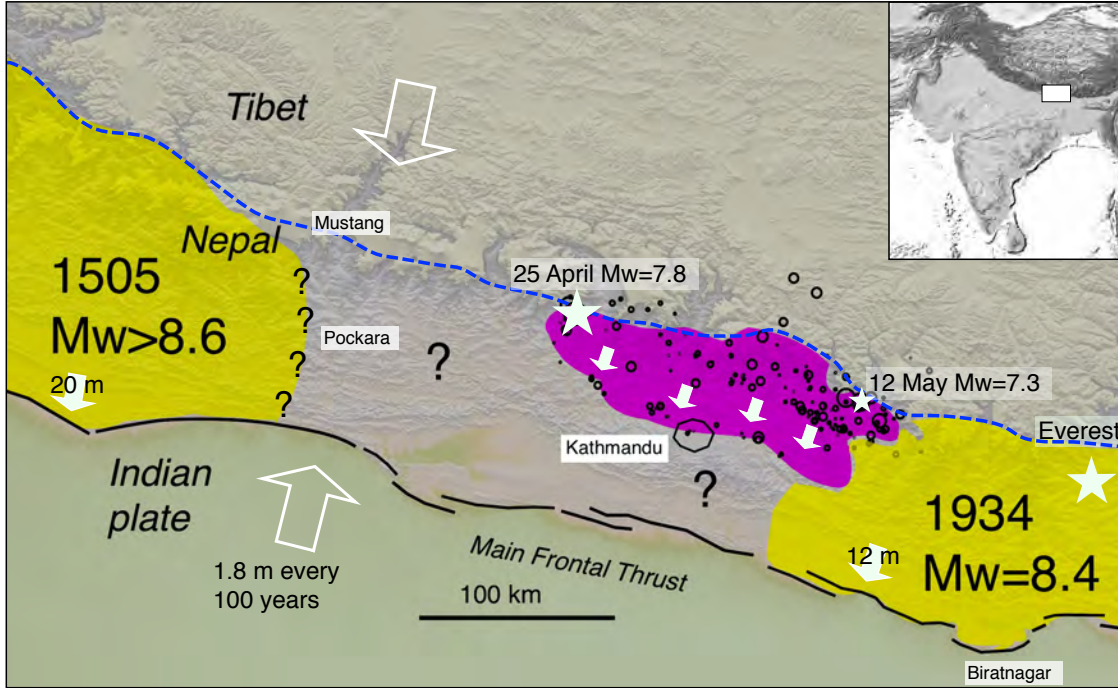 Tibet
Mustang
Nepal
25 April Mw=7.8
1505
Mw>8.6
?
?
?
?
Pockara
?
20 m
12 May Mw=7.3
Everest
Kathmandu
?
Indian
plate
1934
Mw=8.4
12 m
Main Frontal Thrust
1.8 m every
100 years
100 km
Biratnagar